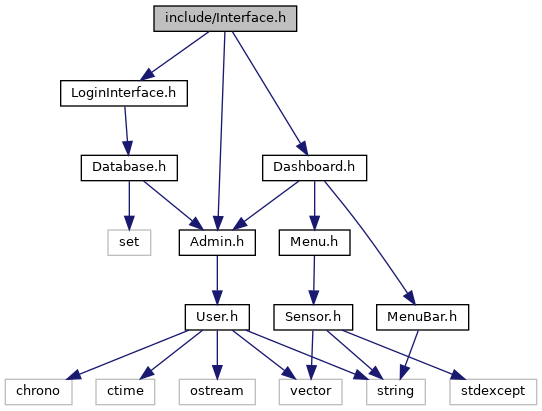 include/Interface.h
LoginInterface.h
Database.h
Dashboard.h
set
Admin.h
Menu.h
User.h
Sensor.h
MenuBar.h
chrono
ctime
ostream
vector
string
stdexcept